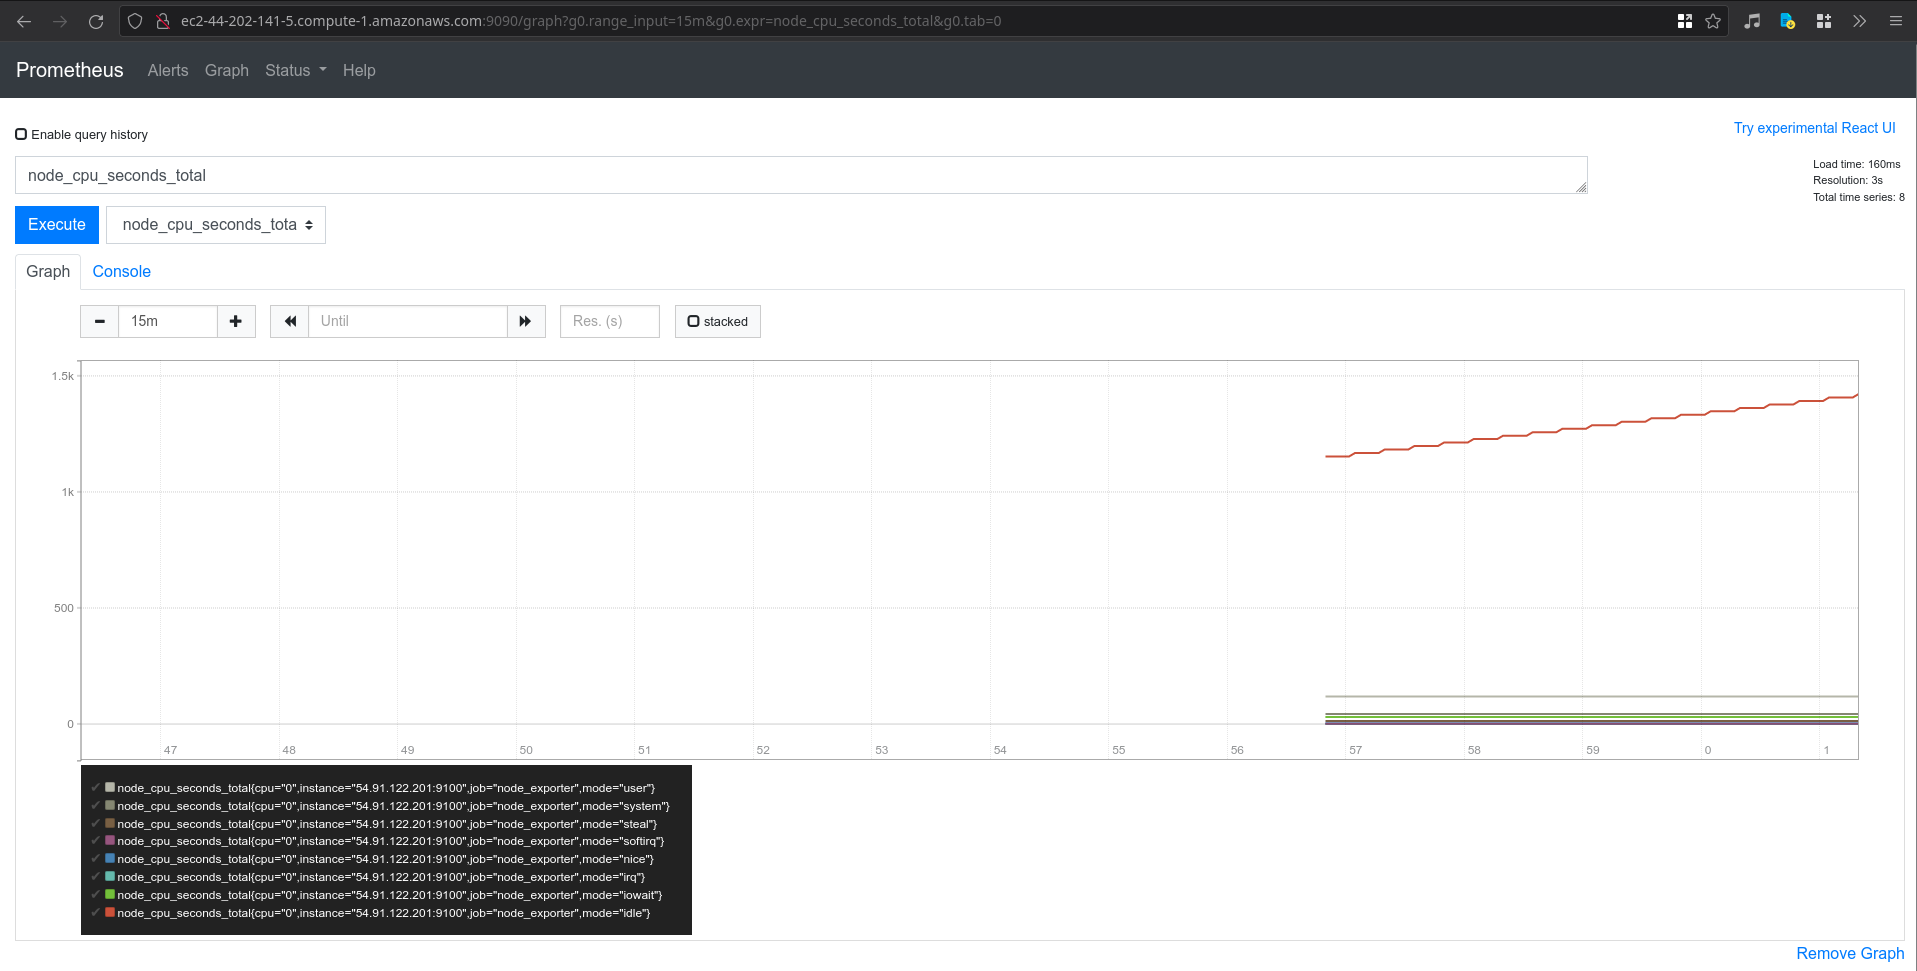 ec2-44-202-141-5.compute-1.amazonaws.com:9090/graph?g0.range_input=15m&g0.expr=node_cpu_seconds_total&g0.tab=0
Prometheus Alerts Graph Status Help
Enable query history
Try experimental React UI
node_cpu_seconds_total
Load time: 160ms
Resolution: 3s
Total time series: 8
Execute node_cpu_seconds_tota
Graph Console
15m Until Res. (s) stacked
1.5k
1k
500
0
47 48 49 50 51 52 53 54 55 56 57 58 59 0 1
node_cpu_seconds_total{cpu="0",instance="54.91.122.201:9100",job="node_exporter",mode="user"}
node_cpu_seconds_total{cpu="0",instance="54.91.122.201:9100",job="node_exporter",mode="system"}
node_cpu_seconds_total{cpu="0",instance="54.91.122.201:9100",job="node_exporter",mode="steal"}
node_cpu_seconds_total{cpu="0",instance="54.91.122.201:9100",job="node_exporter",mode="softirq"}
node_cpu_seconds_total{cpu="0",instance="54.91.122.201:9100",job="node_exporter",mode="nice"}
node_cpu_seconds_total{cpu="0",instance="54.91.122.201:9100",job="node_exporter",mode="irq"}
node_cpu_seconds_total{cpu="0",instance="54.91.122.201:9100",job="node_exporter",mode="iowait"}
node_cpu_seconds_total{cpu="0",instance="54.91.122.201:9100",job="node_exporter",mode="idle"}
Remove Graph